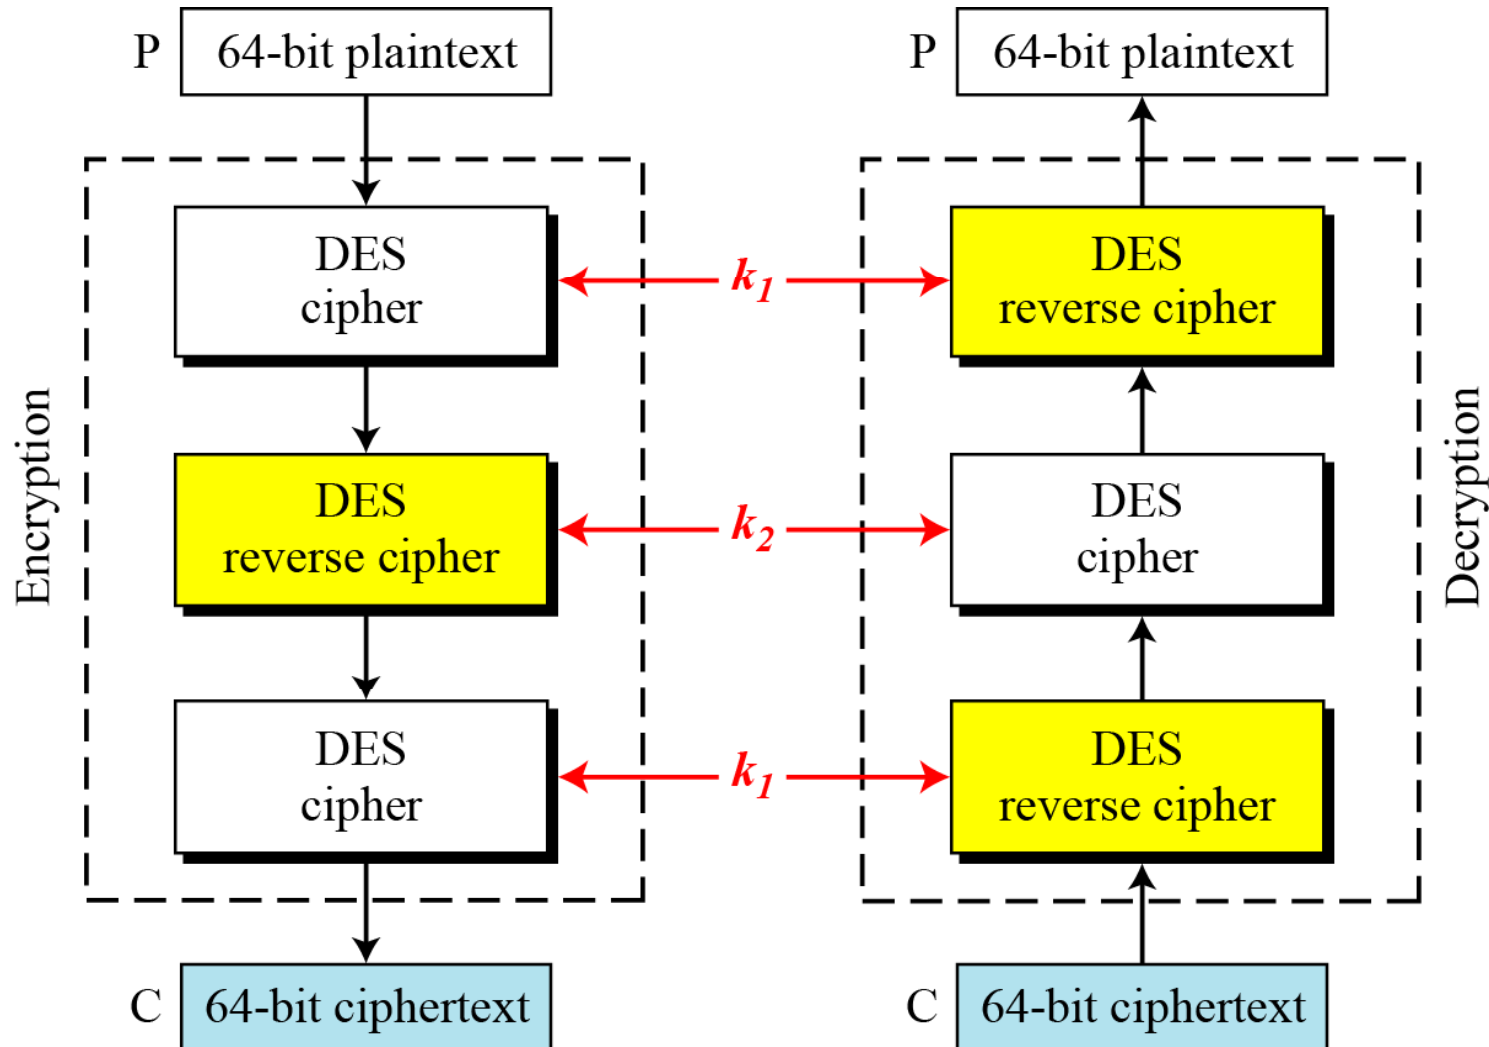 P 64-bit plaintext
P 64-bit plaintext
Encryption
DES
cipher
k1
DES
reverse cipher
DES
reverse cipher
k2
DES
cipher
DES
cipher
k1
DES
reverse cipher
Decryption
C 64-bit ciphertext
C 64-bit ciphertext